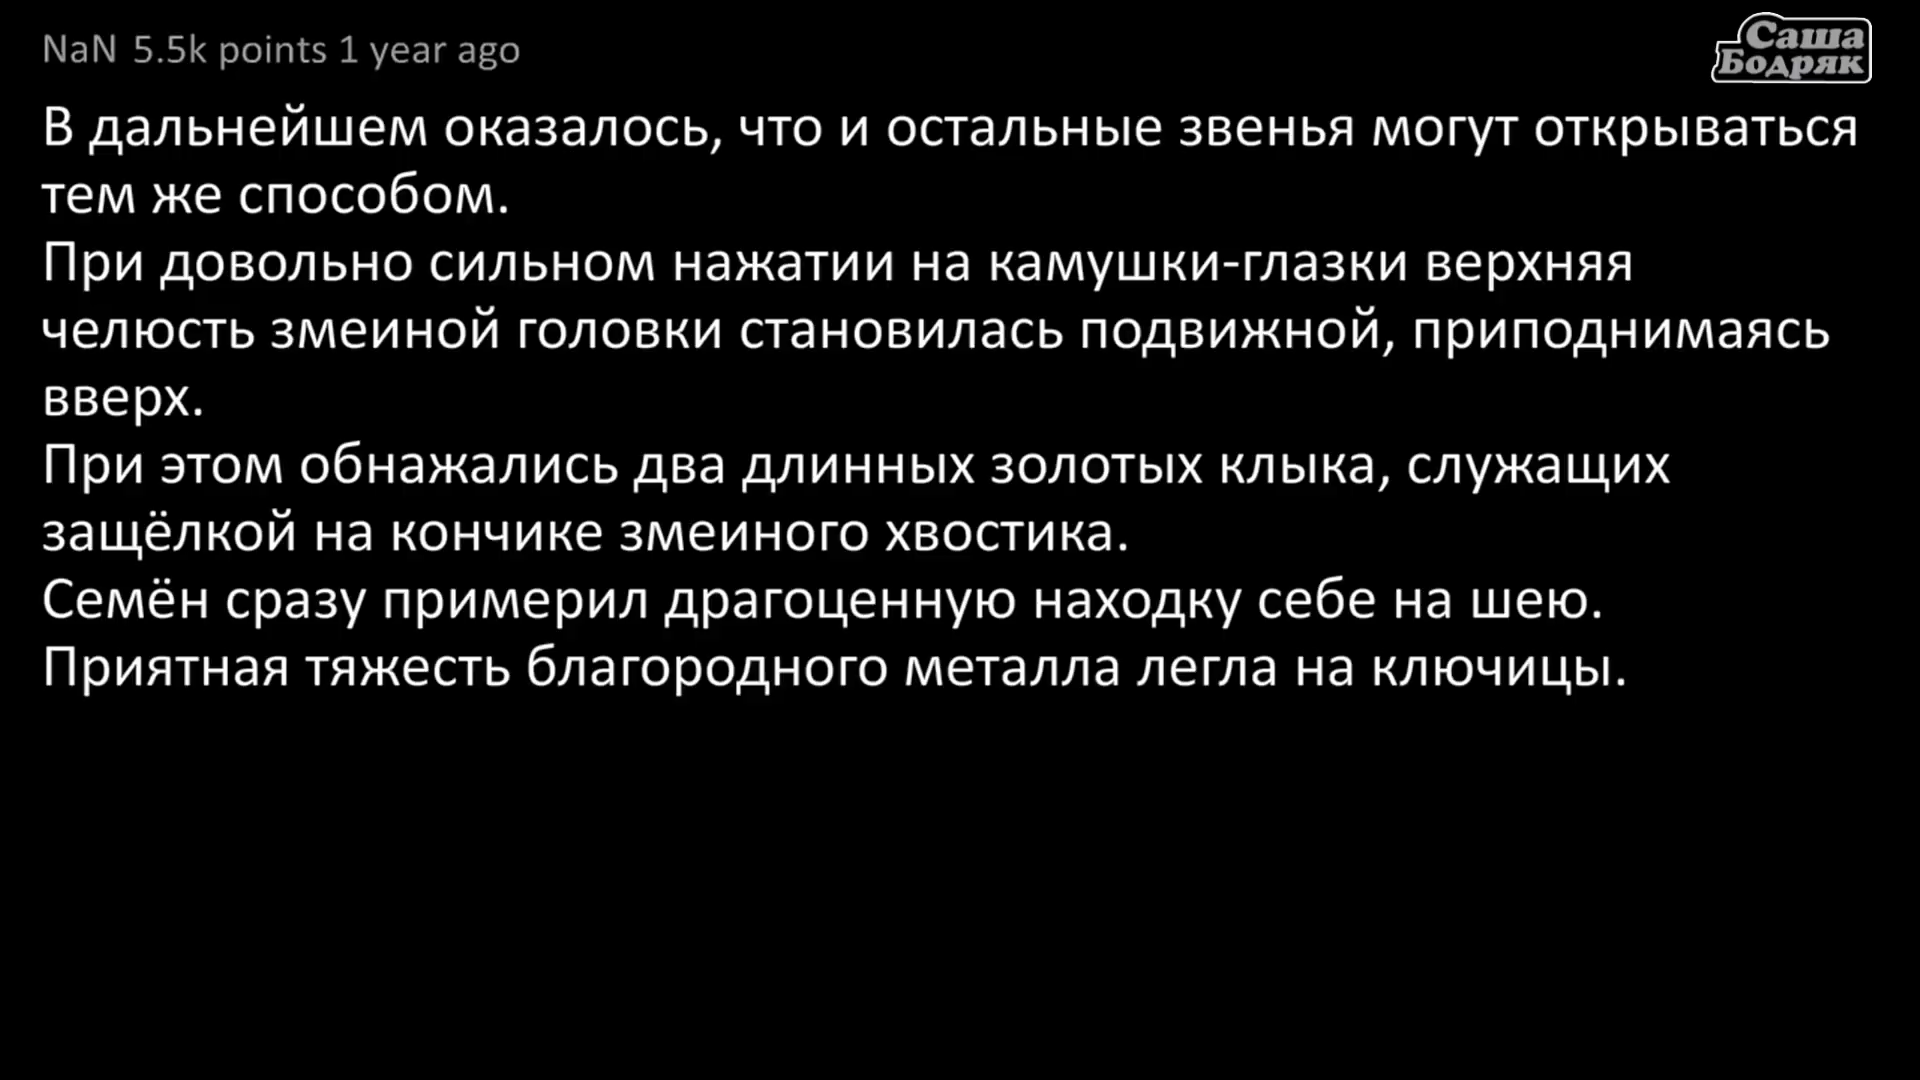 NaN 5.5k points 1 year ago
Саша
Бодряк
В дальнейшем оказалось, что и остальные звенья могут открываться
тем же способом.
При довольно сильном нажатии на камушки-глазки верхняя
челюсть змеиной головки становилась подвижной, приподнимаясь
вверх.
При этом обнажались два длинных золотых клыка, служащих
защёлкой на кончике змеиного хвостика.
Семён сразу примерил драгоценную находку себе на шею.
Приятная тяжесть благородного металла легла на ключицы.